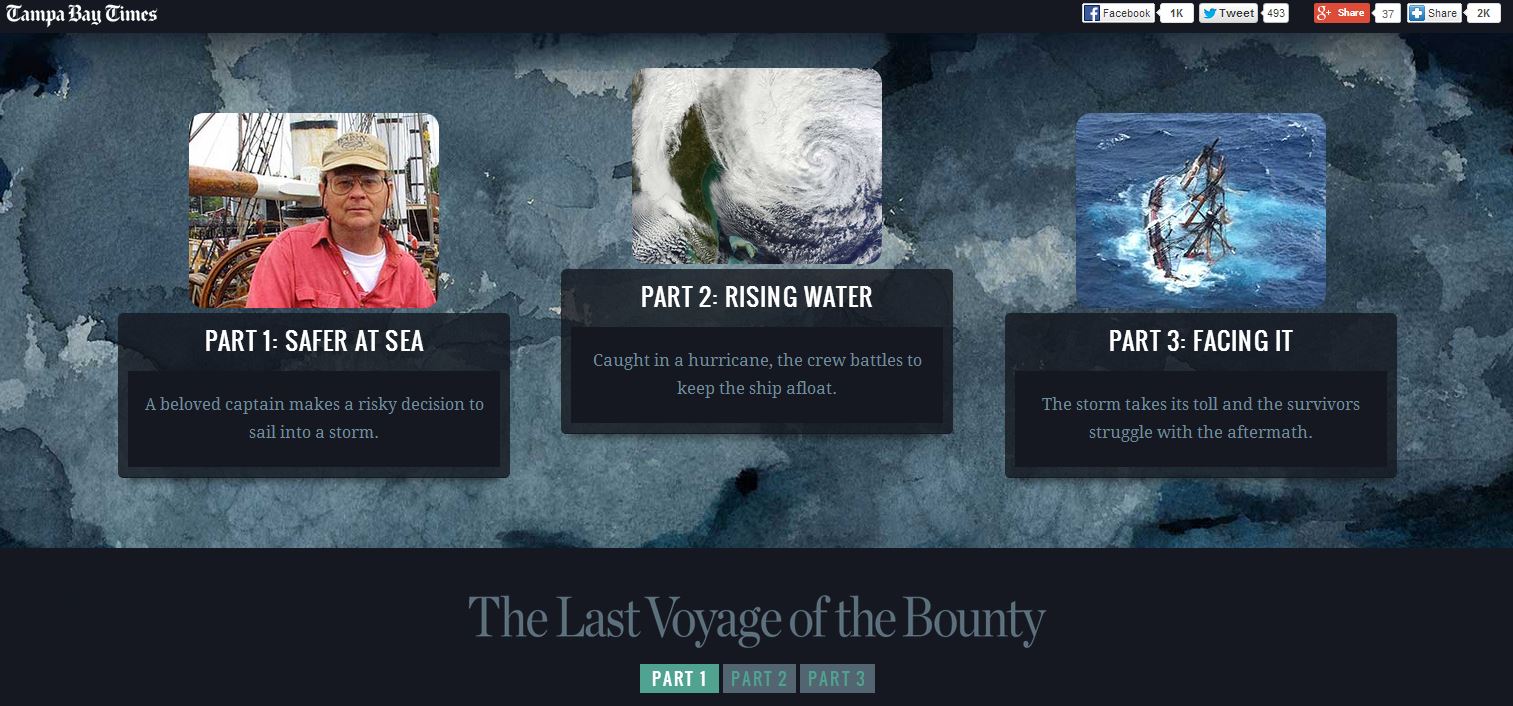 Tampa Bay Times
Facebook 1K Tweet 493 Share 37 Share 2K
PART 1: SAFER AT SEA
A beloved captain makes a risky decision to
sail into a storm.
PART 2: RISING WATER
Caught in a hurricane, the crew battles to
keep the ship afloat.
PART 3: FACING IT
The storm takes its toll and the survivors
struggle with the aftermath.
The Last Voyage of the Bounty
PART 1 PART 2 PART 3